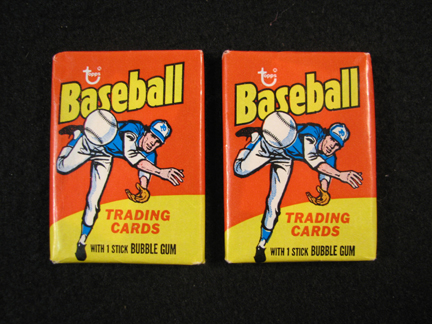 Topps
Baseball
TRADING
CARDS
WITH 1 STICK BUBBLE GUM
Topps
Baseball
TRADING
CARDS
WITH 1 STICK BUBBLE GUM